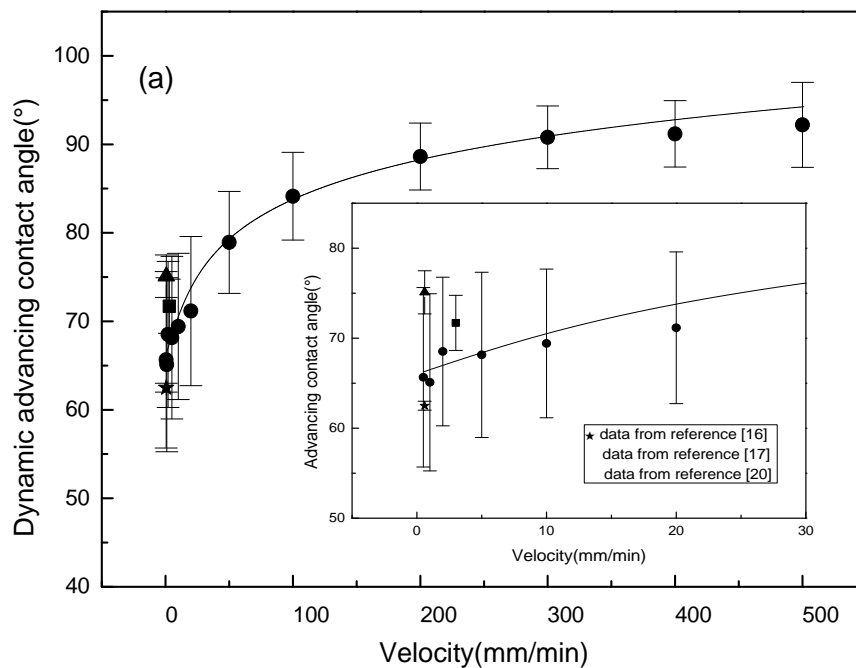 (a)
Dynamic advancing contact angle(°)
105
100
90
80
70
60
50
40
0
100
200
300
400
500
Velocity(mm/min)
Advancing contact angle(°)
80
70
60
50
0
10
20
30
Velocity(mm/min)
★ data from reference [16]
data from reference [17]
data from reference [20]